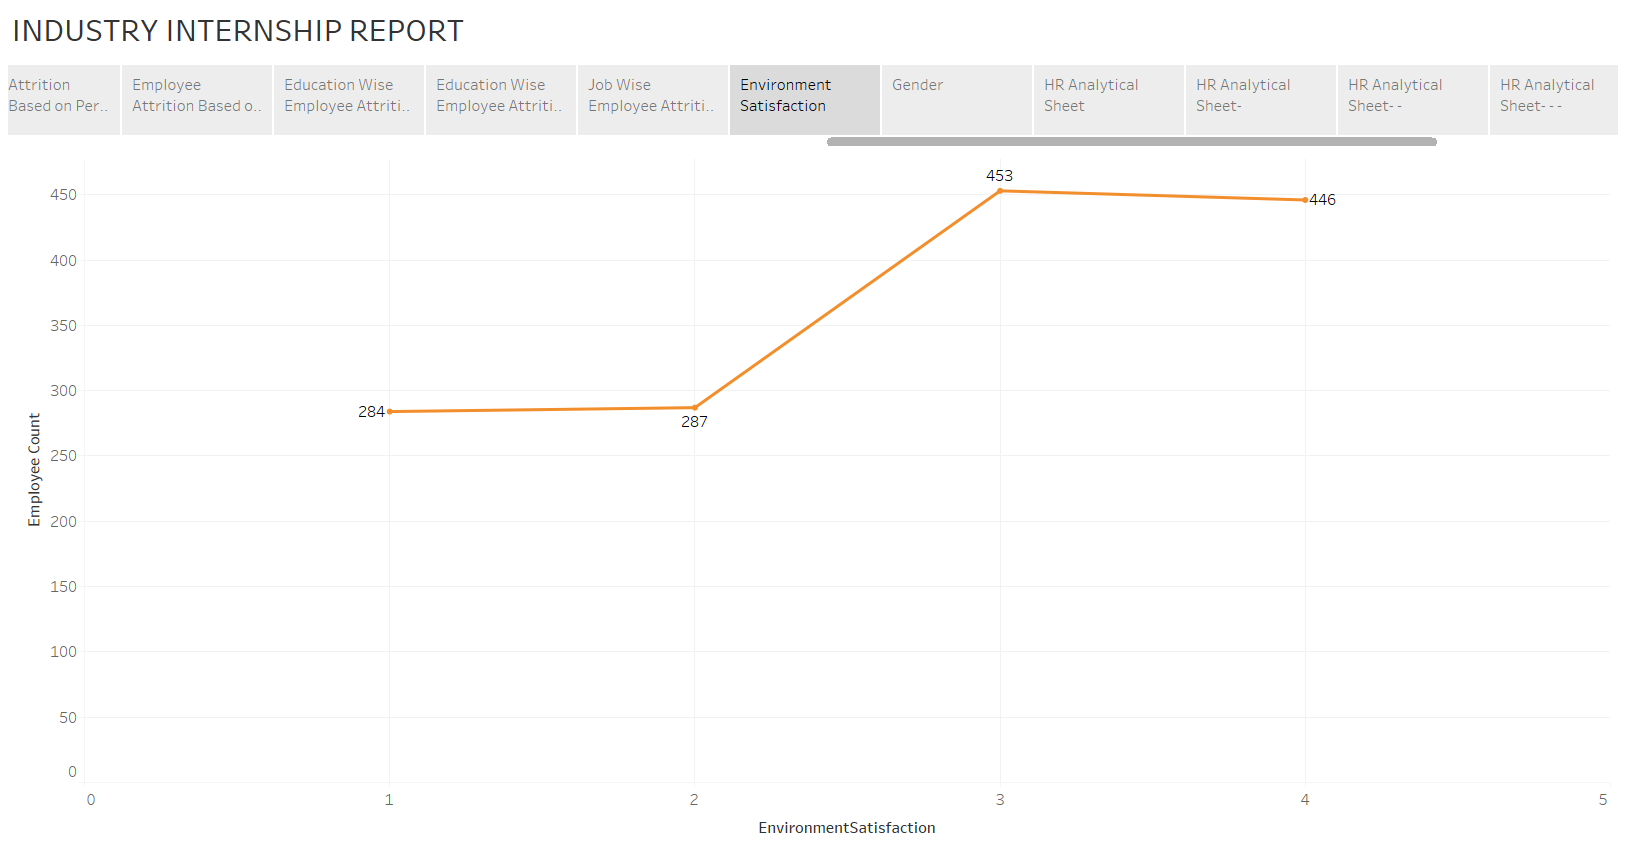 INDUSTRY INTERNSHIP REPORT
Attrition
Based on Per..
Employee
Attrition Based o..
Education Wise
Employee Attriti..
Education Wise
Employee Attriti..
Job Wise
Employee Attriti..
Environment
Satisfaction
Gender
HR Analytical
Sheet
HR Analytical
Sheet-
HR Analytical
Sheet- -
HR Analytical
Sheet- - -
Employee Count
450
400
350
300
250
200
150
100
50
0
284
287
453
446
0
1
2
3
4
5
EnvironmentSatisfaction